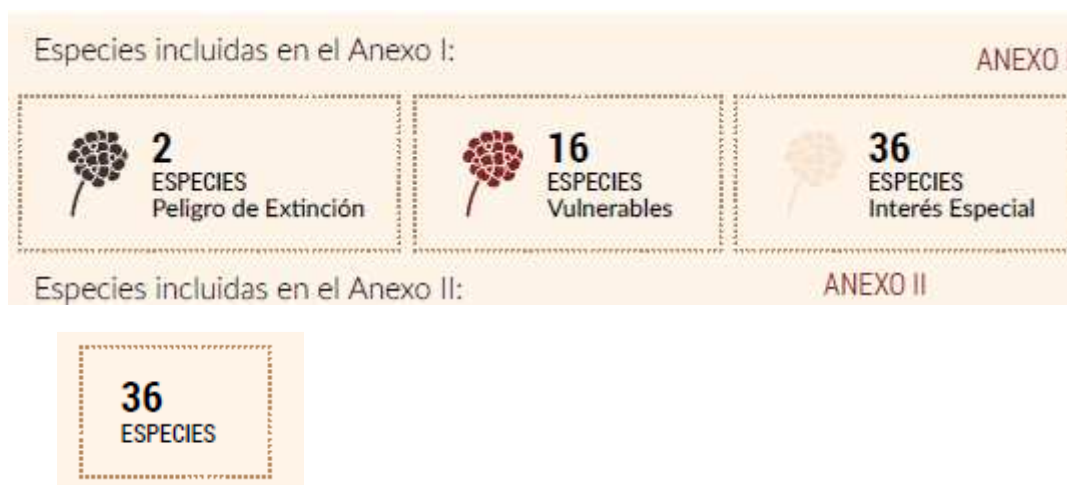 Especies incluidas en el Anexo I:
ANEXO I
2
ESPECIES
Peligro de Extinción
16
ESPECIES
Vulnerables
36
ESPECIES
Interés Especial
Especies incluidas en el Anexo II:
ANEXO II
36
ESPECIES